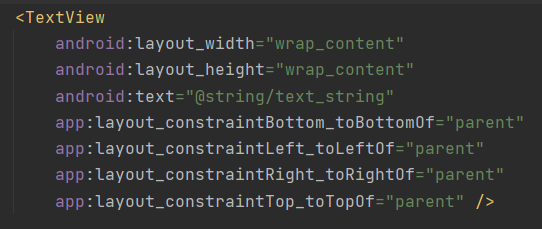 <TextView
android:layout_width="wrap_content"
android:layout_height="wrap_content"
android:text="@string/text_string"
app:layout_constraintBottom_toBottomOf="parent"
app:layout_constraintLeft_toLeftOf="parent"
app:layout_constraintRight_toRightOf="parent"
app:layout_constraintTop_toTopOf="parent" />